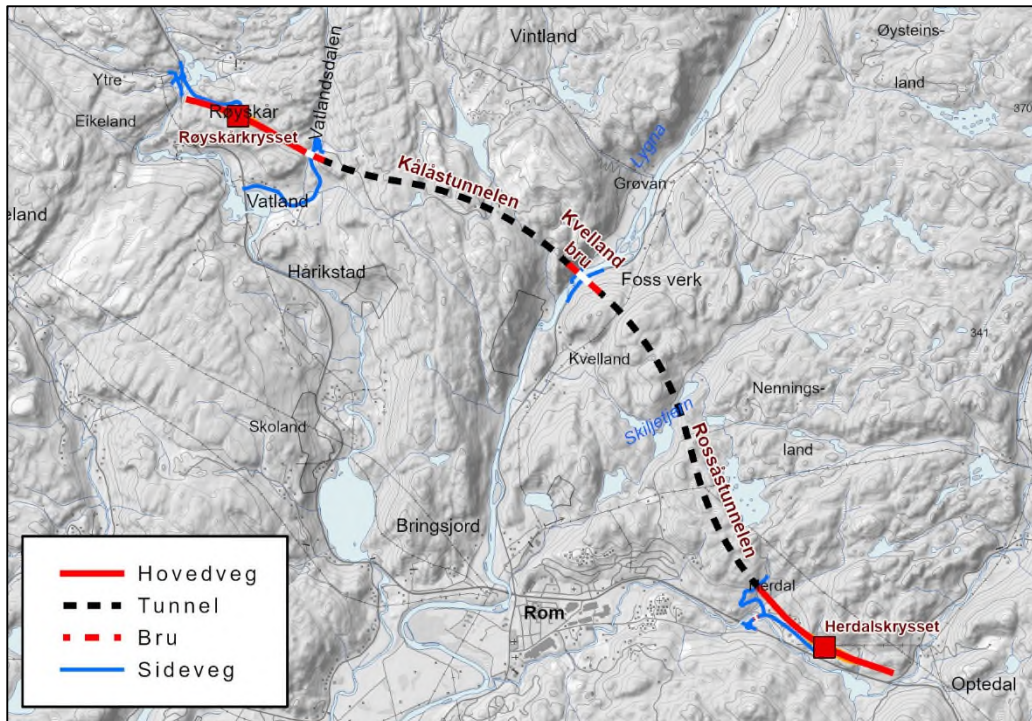 Vintland
Øysteins-
land
370
Ytre
Eikeland
Røyskår
Røyskårkrysset
Vatlandsdalen
Vatland
eland
Kålåstunnelen
Lygna
Grøvan
Kvelland
bru
Foss verk
Hårikstad
Kvelland
341
Skiljetjern
Nennings-
land
Skoland
Rossåstunnelen
Bringsjord
Rom
Herdal
Herdalskrysset
Optedal
Hovedveg
Tunnel
Bru
Sideveg